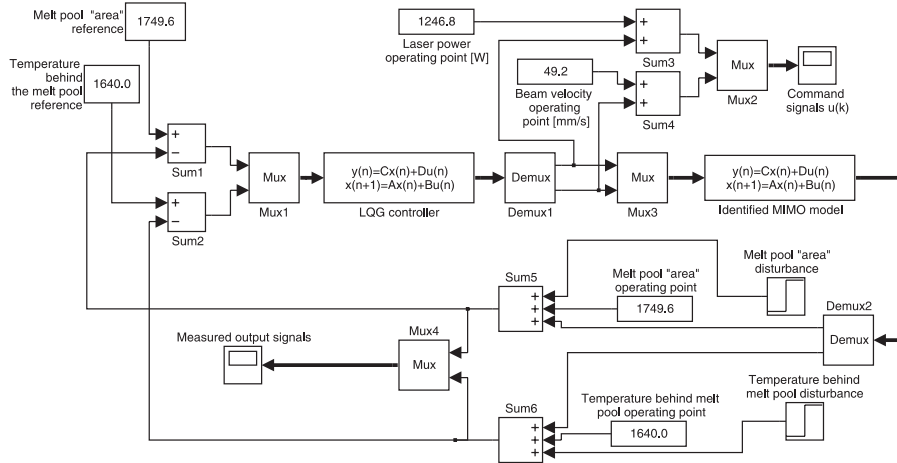 Melt pool "area"
reference
1749.6
Temperature
behind
the melt pool
reference
1640.0
+
−
Sum1
+
−
Sum2
Mux
Mux1
y(n)=Cx(n)+Du(n)
x(n+1)=Ax(n)+Bu(n)
LQG controller
Demux
Demux1
1246.8
Laser power
operating point [W]
49.2
Beam velocity
operating
point [mm/s]
+
+
Sum3
+
+
Sum4
Mux
Mux2
Command
signals u(k)
Mux
Mux3
y(n)=Cx(n)+Du(n)
x(n+1)=Ax(n)+Bu(n)
Identified MIMO model
Melt pool "area"
disturbance
Sum5
+
+
+
Melt pool "area"
operating point
1749.6
Demux2
Demux
Measured output signals
Mux4
Mux
Sum6
+
+
+
Temperature behind melt
pool operating point
1640.0
Temperature behind
melt pool disturbance